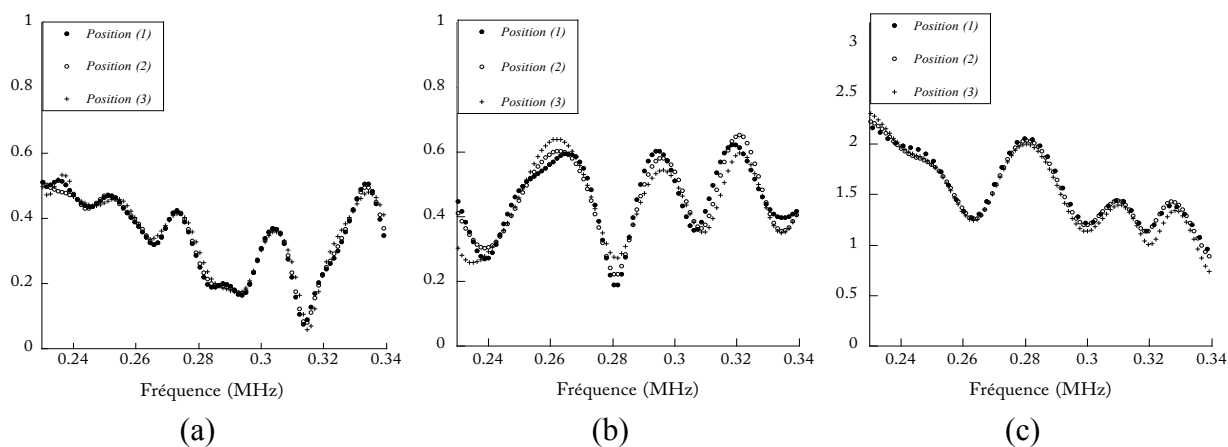 1
Position (1)
Position (2)
Position (3)
0.8
0.6
0.4
0.2
0
0.24
0.26
0.28
0.3
0.32
0.34
Fréquence (MHz)
(a)
1
Position (1)
Position (2)
Position (3)
0.8
0.6
0.4
0.2
0
0.24
0.26
0.28
0.3
0.32
0.34
Fréquence (MHz)
(b)
3
Position (1)
Position (2)
Position (3)
2.5
2
1.5
1
0.5
0
0.24
0.26
0.28
0.3
0.32
0.34
Fréquence (MHz)
(c)